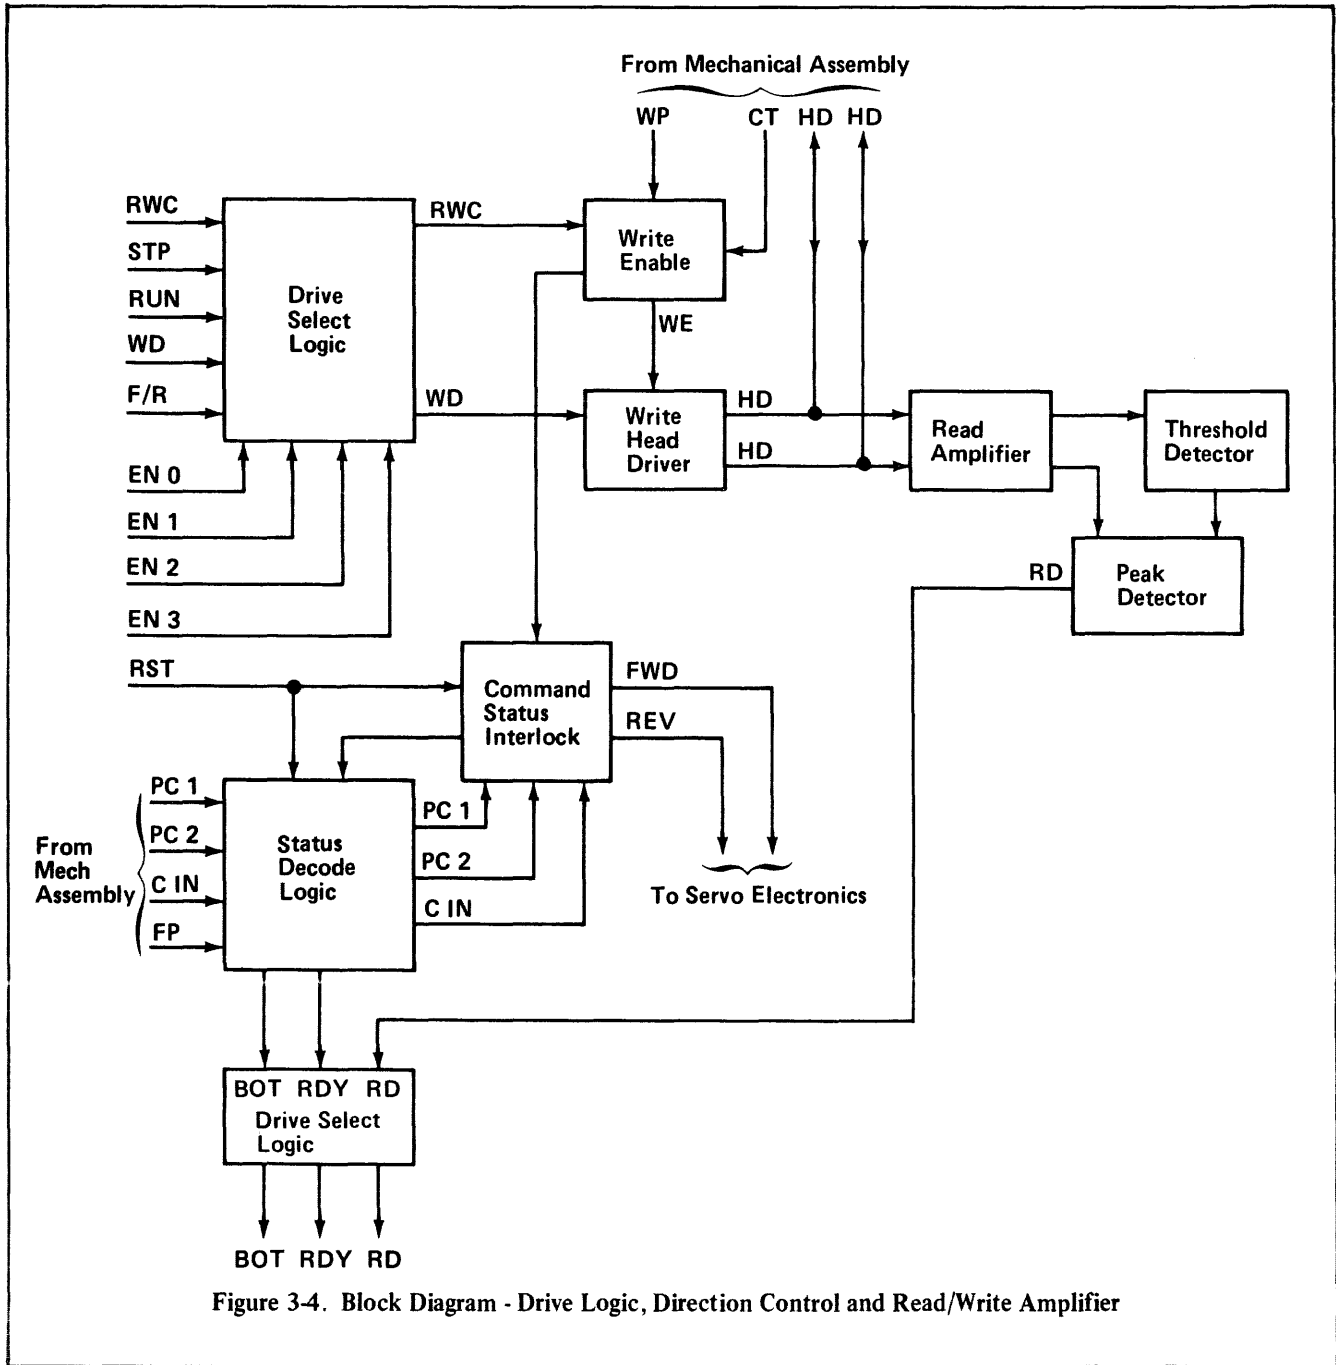 From Mechanical Assembly
WP CT HD HD
RWC
STP
RUN
WD
F/R
EN 0
EN 1
EN 2
EN 3
RST
Drive
Select
Logic
RWC
WD
Write
Enable
WE
Write
Head
Driver
HD
HD
Read
Amplifier
Threshold
Detector
RD
Peak
Detector
Command
Status
Interlock
FWD
REV
To Servo Electronics
From
Mech
Assembly
PC 1
PC 2
C IN
FP
Status
Decode
Logic
PC 1
PC 2
C IN
BOT RDY RD
Drive Select
Logic
BOT RDY RD
Figure 3-4. Block Diagram - Drive Logic, Direction Control and Read/Write Amplifier